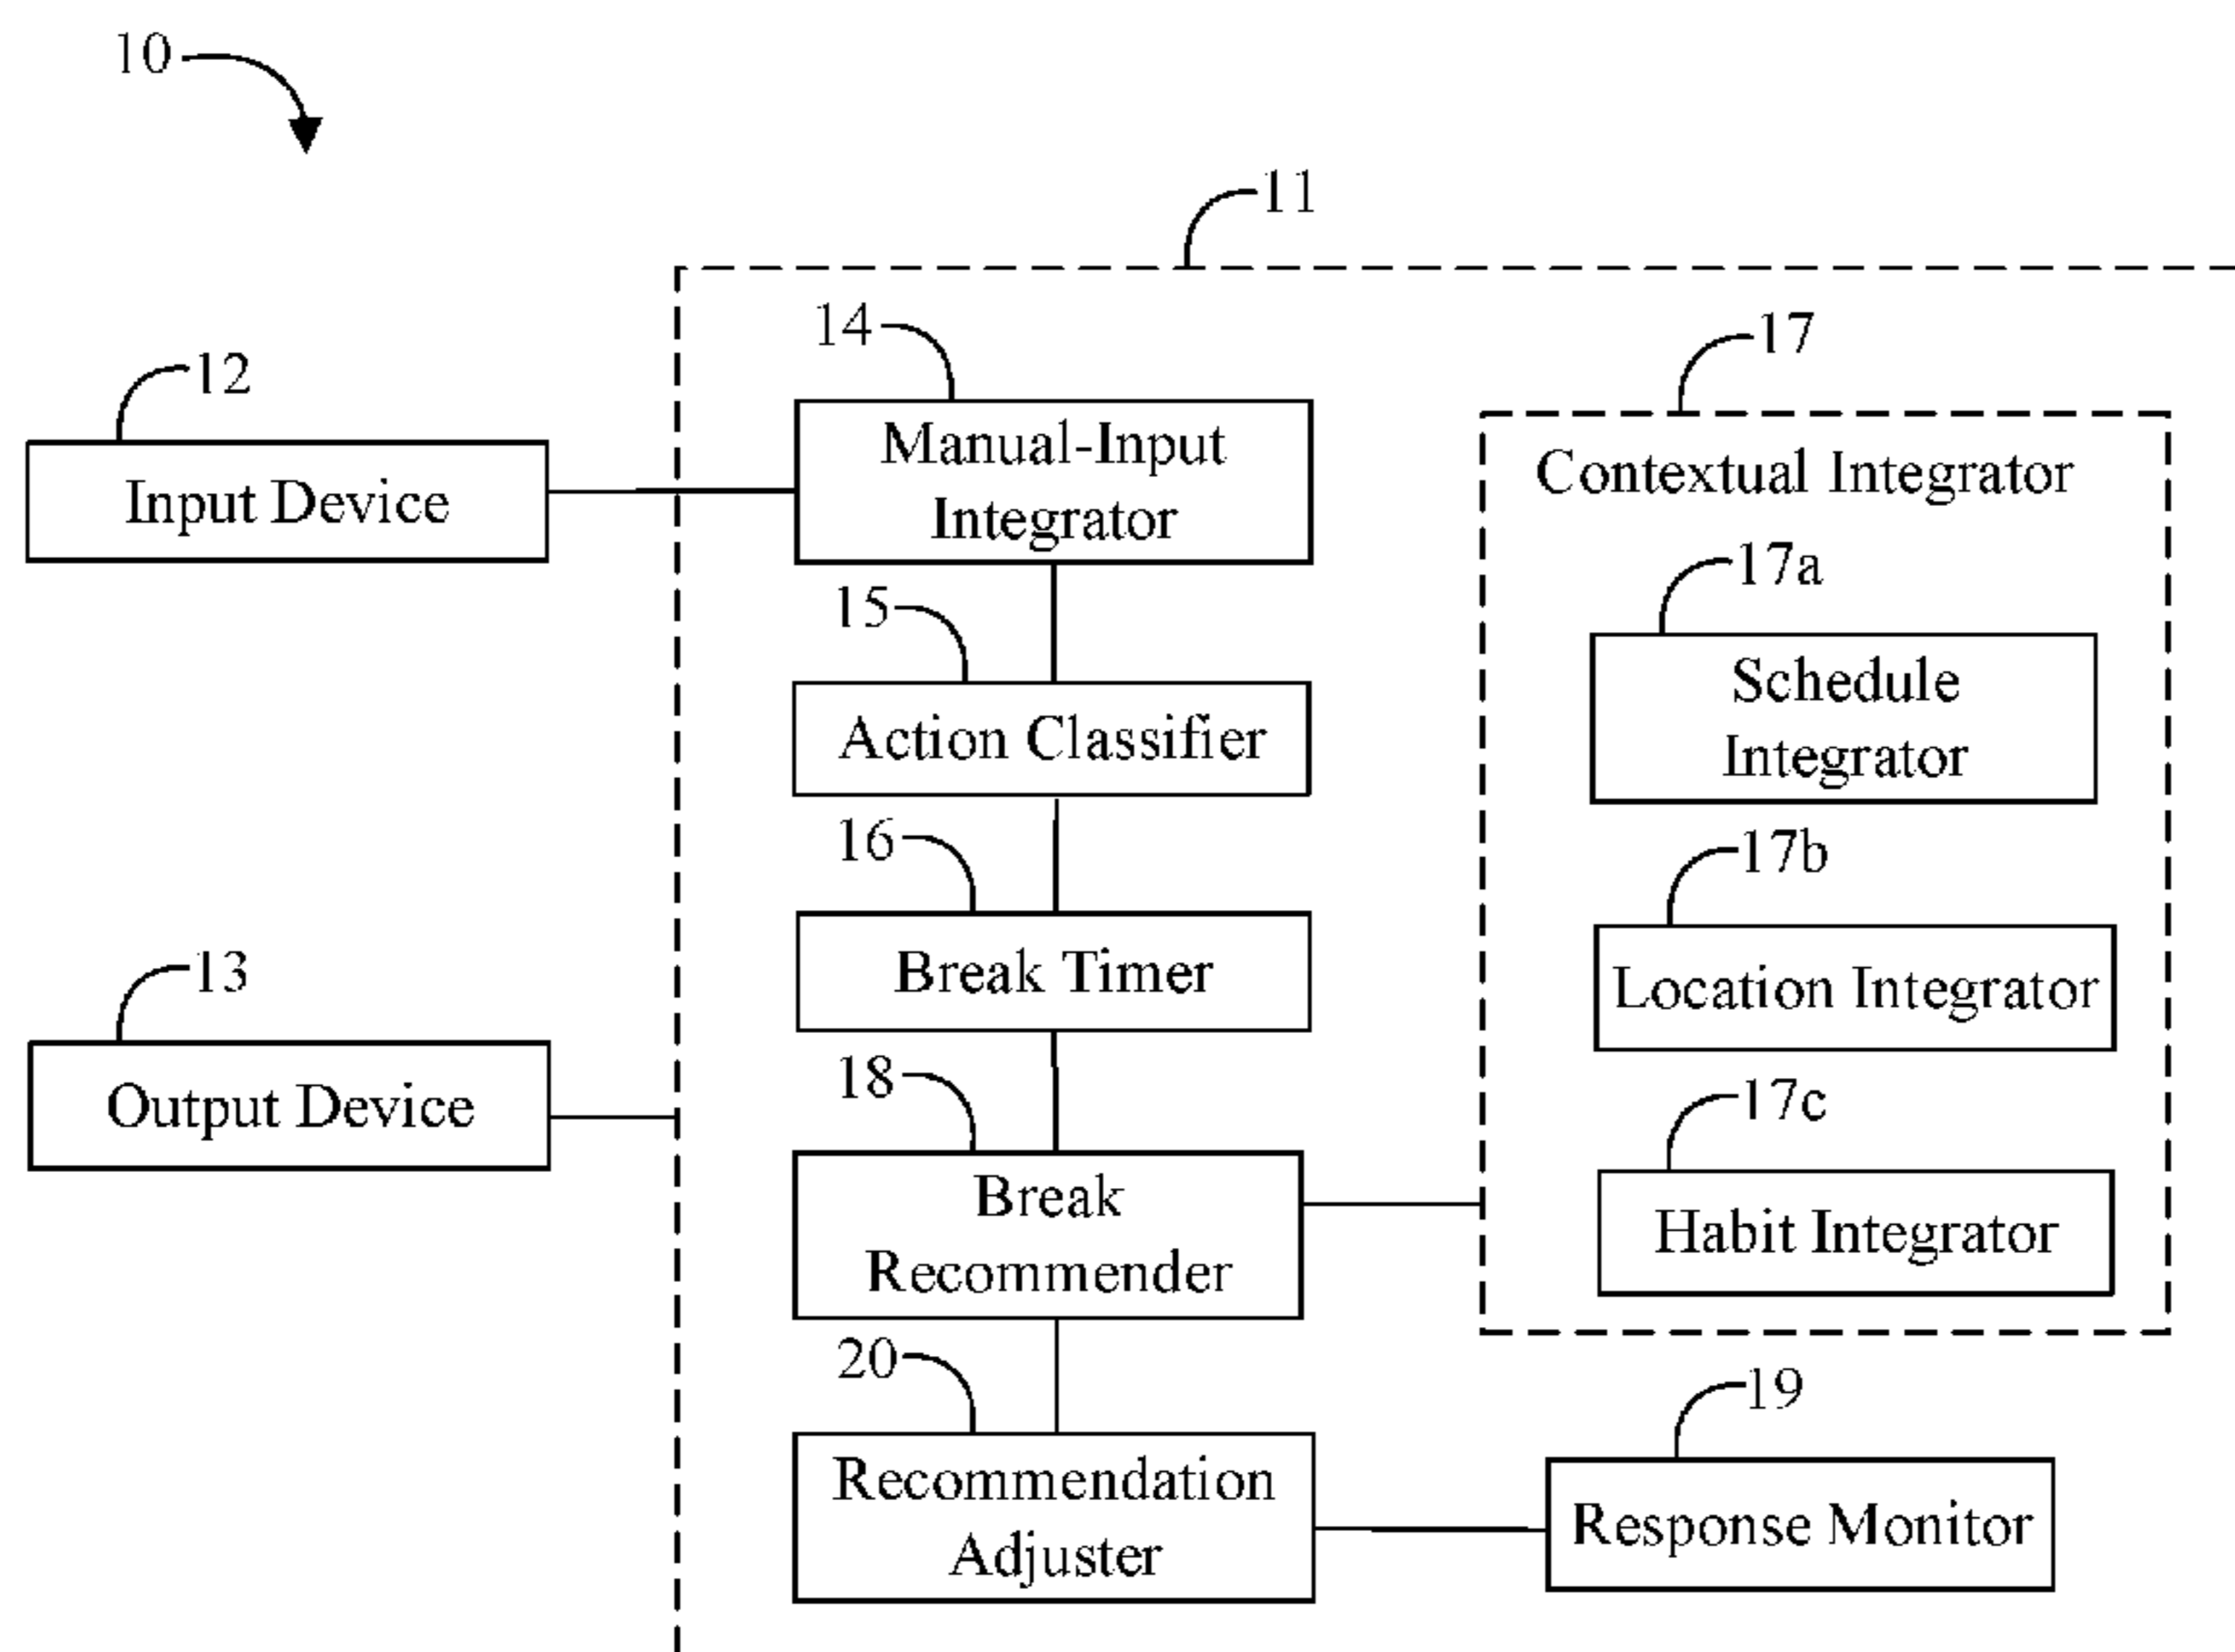 10
11
14
17
12
Manual-Input
Integrator
Contextual Integrator
Input Device
17a
15
Schedule
Integrator
Action Classifier
16
17b
Break Timer
Location Integrator
13
18
17c
Output Device
Break
Recommender
Habit Integrator
20
19
Recommendation
Adjuster
Response Monitor